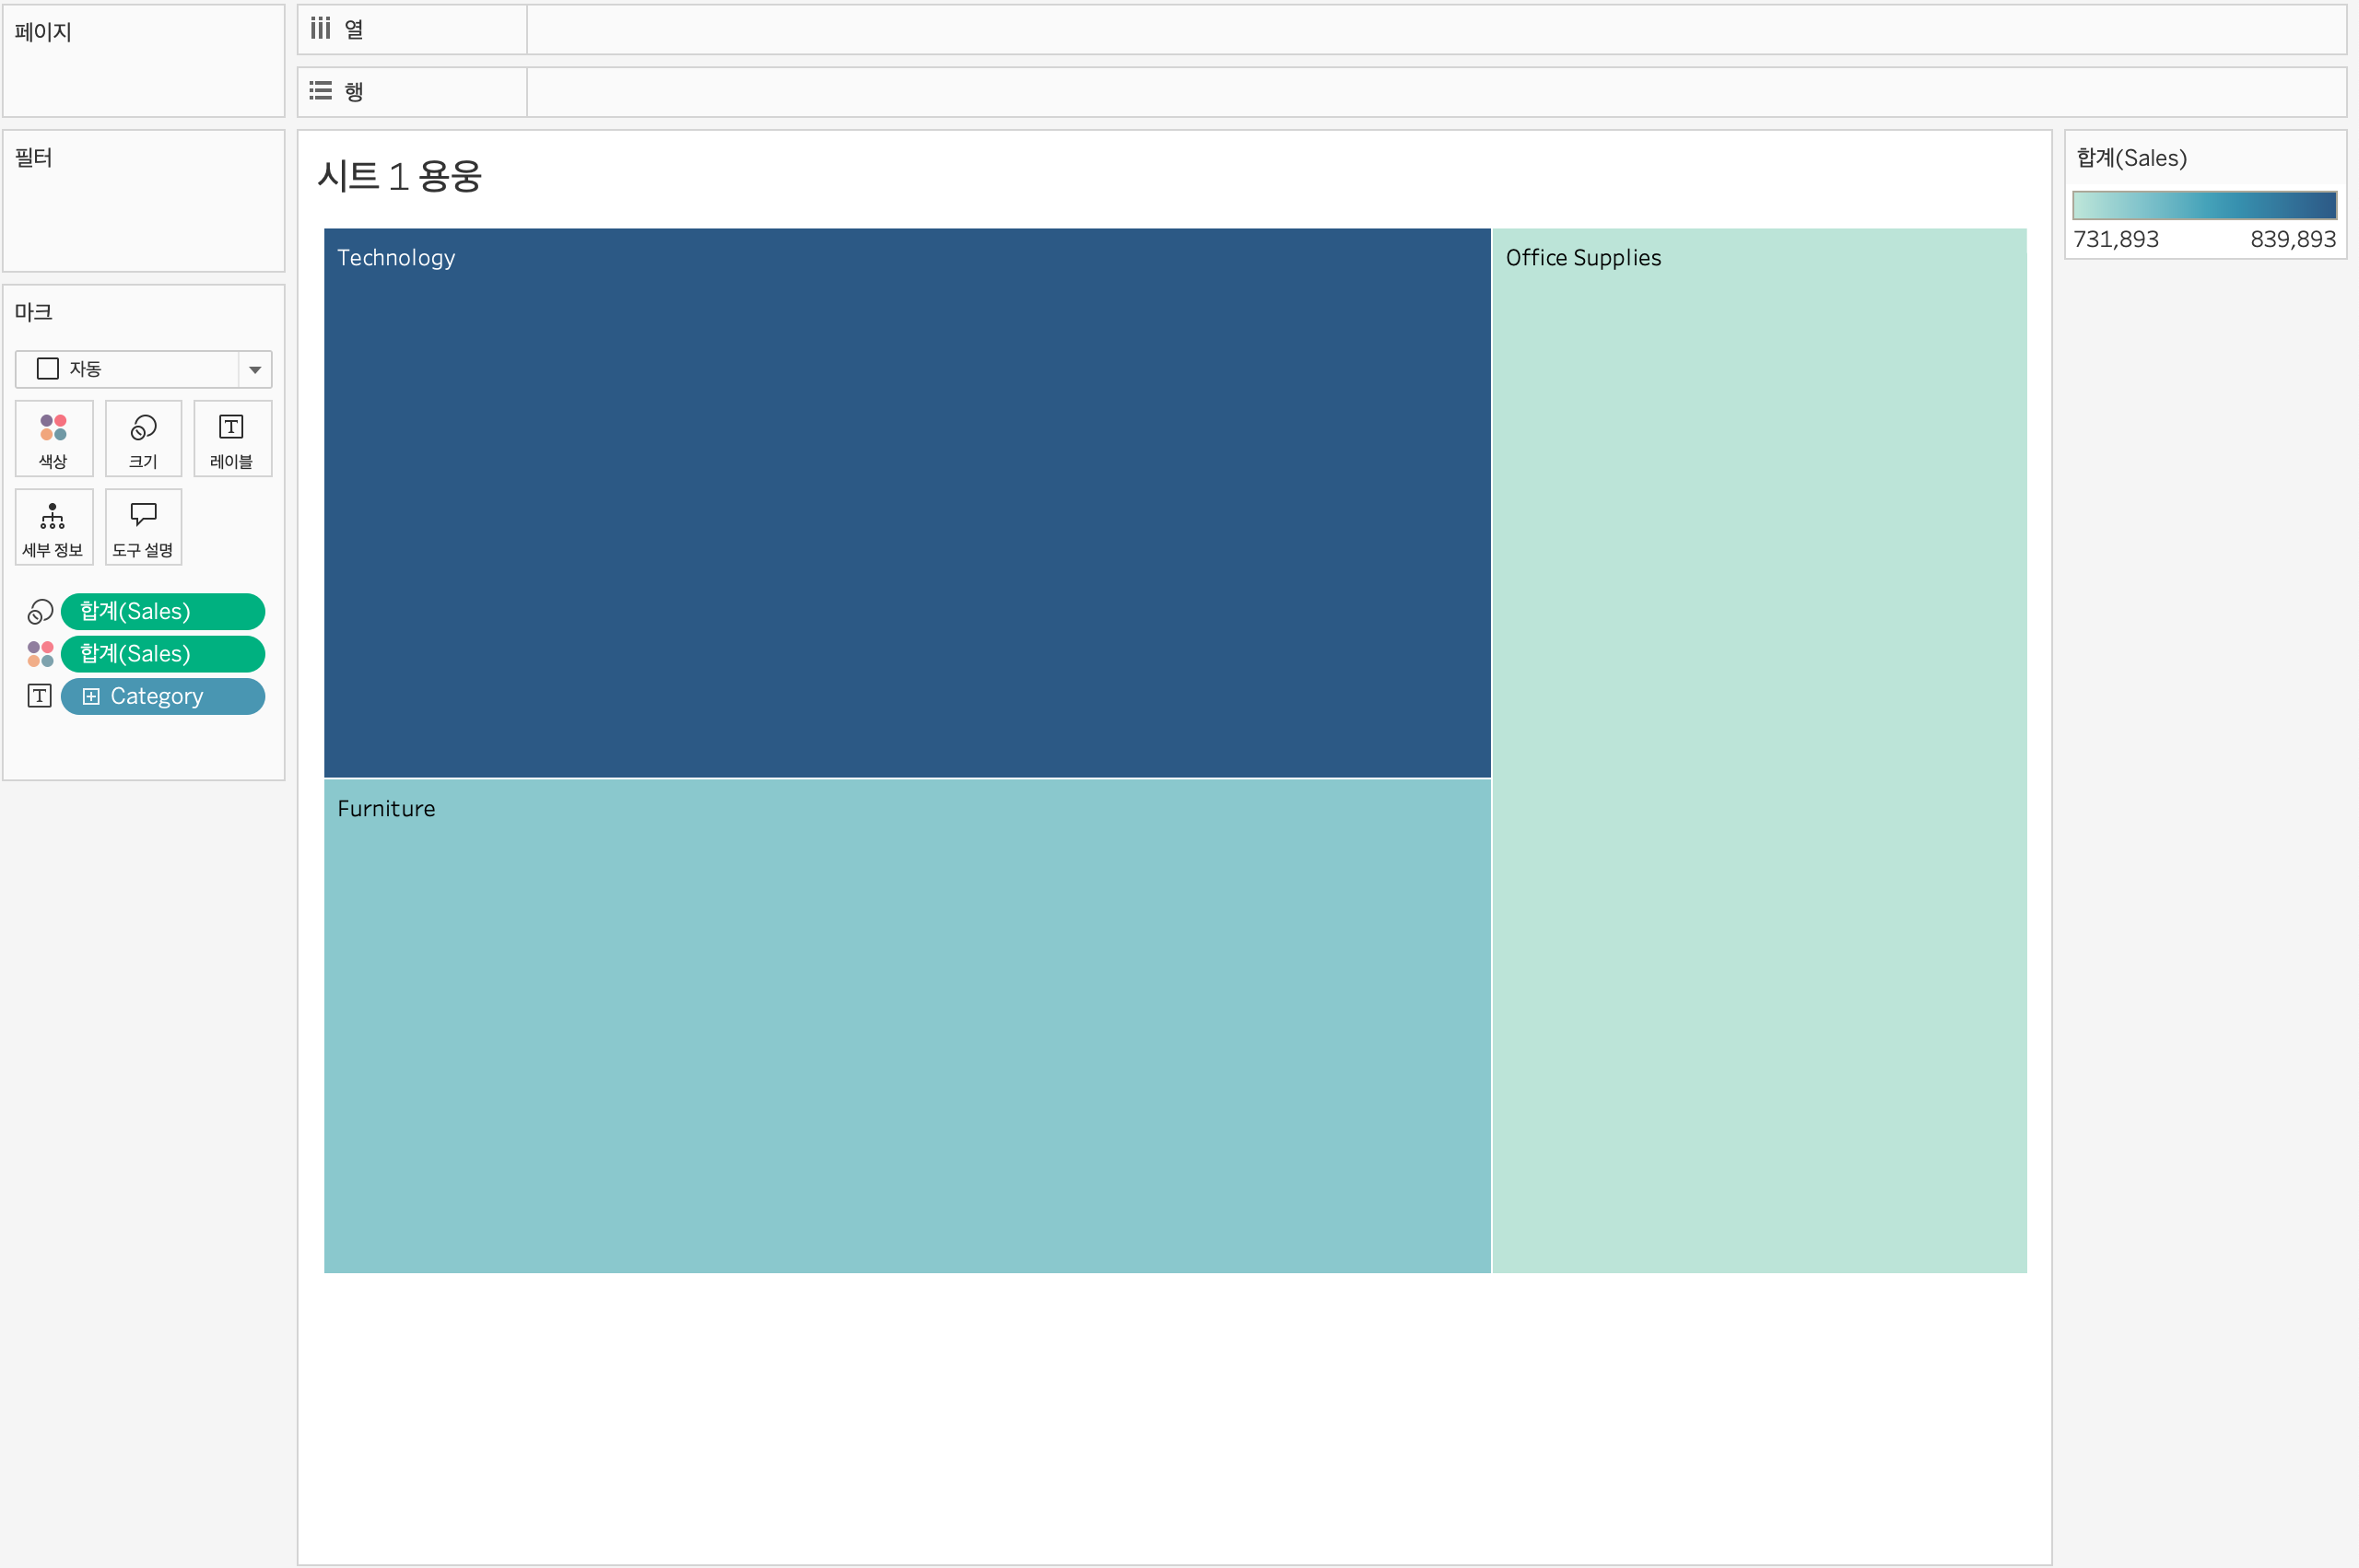 페이지
열
행
필터
시트 1 용웅
합계(Sales)
731,893 839,893
Technology
Office Supplies
Furniture
마크
자동
색상
크기
레이블
세부 정보
도구 설명
합계(Sales)
합계(Sales)
Category